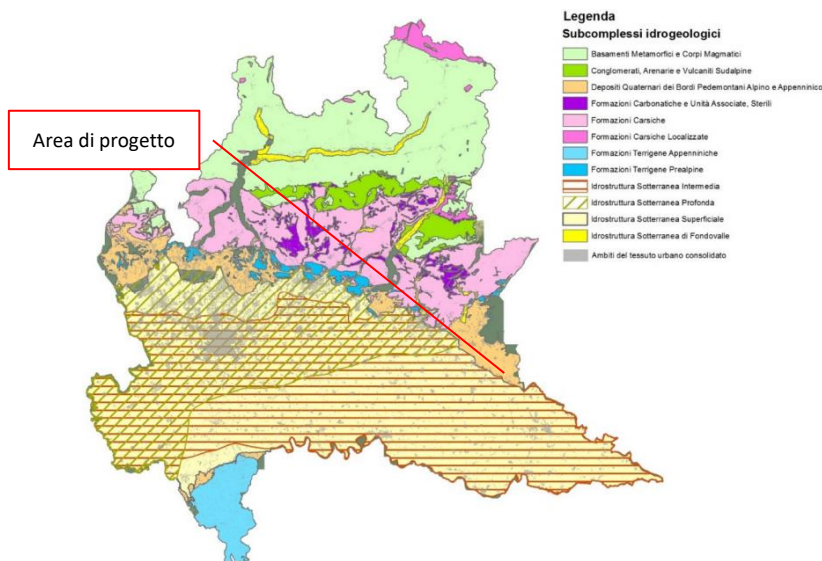 Legenda
Subcomplessi idrogeologici
Basamenti Metamorfici e Corpi Magmatici
Conglomerati, Arenarie e Vulcaniti Sudalpine
Depositi Quaternari dei Bordi Pedemontani Alpino e Appenninico
Formazioni Carbonatiche e Unità Associate, Sterili
Formazioni Carsiche
Formazioni Carsiche Localizzate
Formazioni Terrigene Appenniniche
Formazioni Terrigene Prealpine
Idrostruttura Sotterranea Intermedia
Idrostruttura Sotterranea Profonda
Idrostruttura Sotterranea Superficiale
Idrostruttura Sotterranea di Fondovalle
Ambiti del tessuto urbano consolidato
Area di progetto